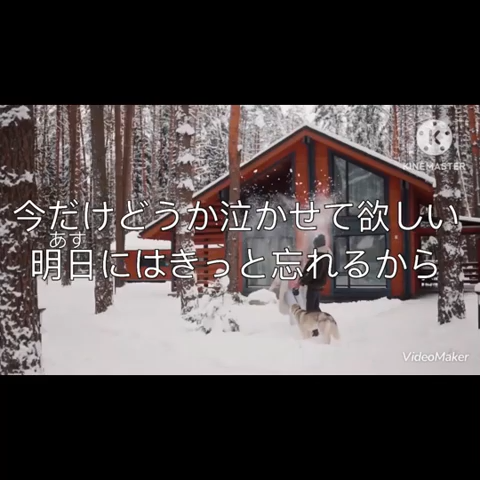 KINEMASTER
今だけどうか泣かせて欲しい
あす
明日にはきっと忘れるから
VideoMaker